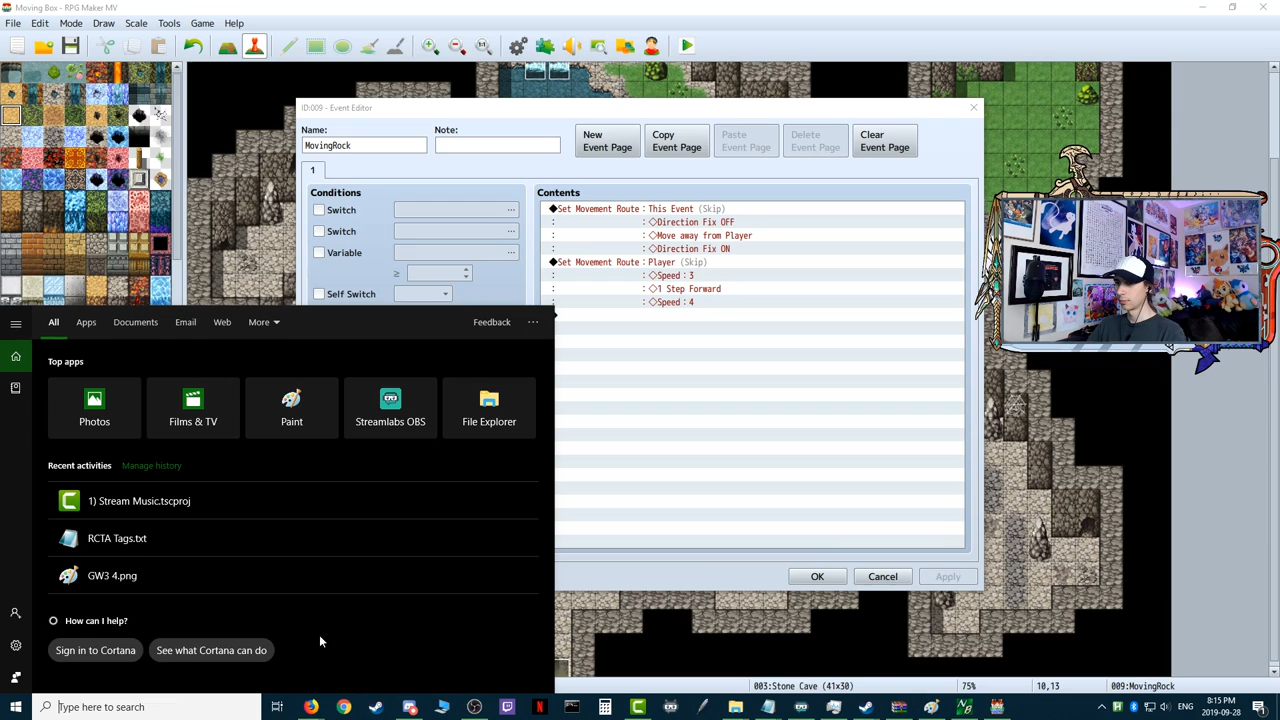 Moving Box - RPG Maker MV
File Edit Mode Draw Scale Tools Game Help
ID:009 - Event Editor
Name:
Note:
MovingRock
New Event Page
Copy Event Page
Paste Event Page
Delete Event Page
Clear Event Page
1
Conditions
Switch ...
Switch ...
Variable ...
≥
Self Switch
Contents
◆Set Movement Route：This Event (Skip)
: :◇Direction Fix OFF
: :◇Move away from Player
: :◇Direction Fix ON
◆Set Movement Route：Player (Skip)
: :◇Speed：3
: :◇1 Step Forward
: :◇Speed：4
OK Cancel Apply
All Apps Documents Email Web More Feedback ...
Top apps
Photos Films & TV Paint Streamlabs OBS File Explorer
Recent activities Manage history
1) Stream Music.tscproj
RCTA Tags.txt
GW3 4.png
How can I help?
Sign in to Cortana See what Cortana can do
003:Stone Cave (41x30) 75% 10,13 009:MovingRock
Type here to search
8:15 PM
2019-09-28